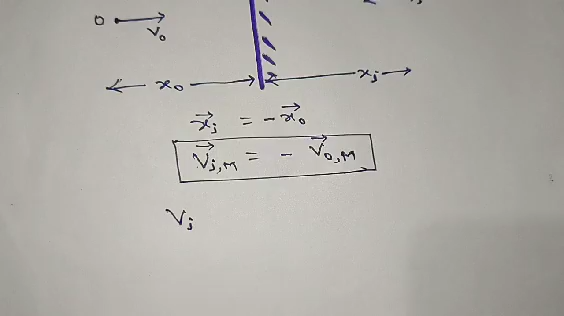 O
V₀
x₀ xᵢ
x⃗ᵢ = - x⃗₀
V⃗ᵢ,ₘ = - V⃗₀,ₘ
Vᵢ